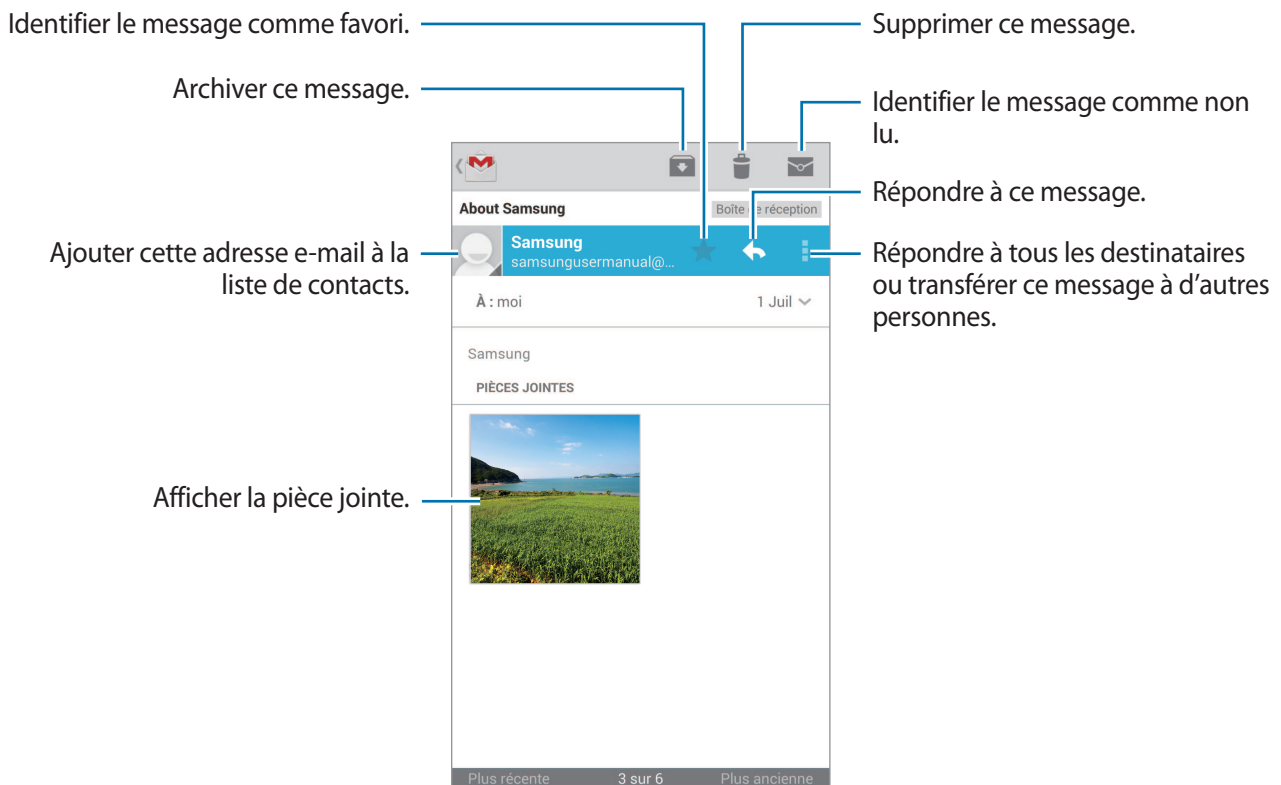 Identifier le message comme favori.
Supprimer ce message.
Archiver ce message.
Identifier le message comme non
lu.
Répondre à ce message.
About Samsung
Boîte de réception
Ajouter cette adresse e-mail à la
liste de contacts.
Samsung
samsungusermanual@...
Répondre à tous les destinataires
ou transférer ce message à d'autres
personnes.
À : moi
1 Juil
Samsung
PIÈCES JOINTES
Afficher la pièce jointe.
Plus récente
3 sur 6
Plus ancienne